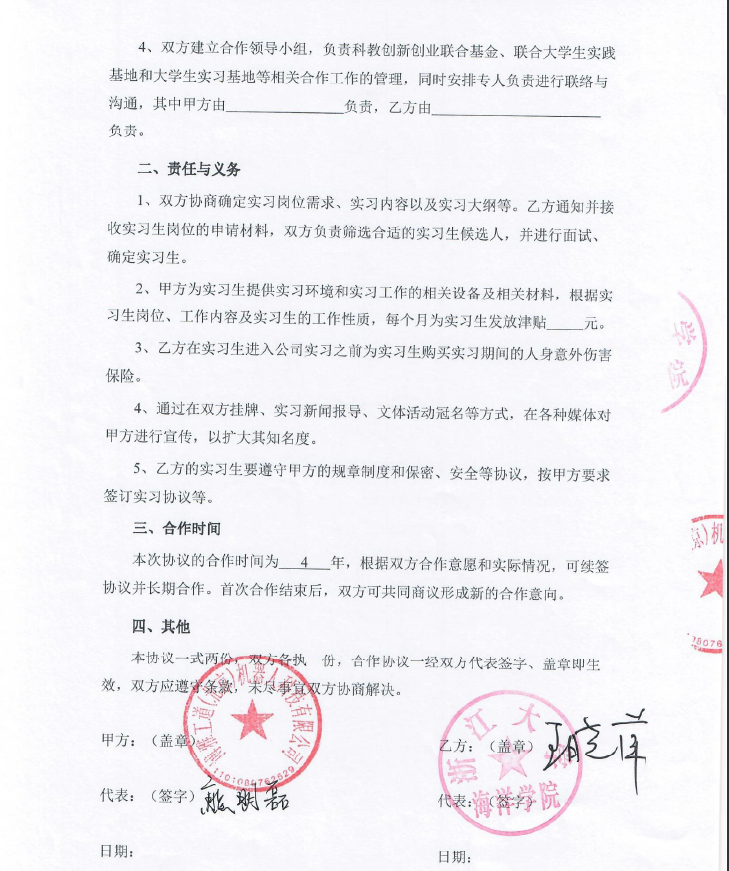 4、双方建立合作领导小组，负责科教创新创业联合基金、联合大学生实践
基地和大学生实习基地等相关合作工作的管理，同时安排专人负责进行联络与
沟通，其中甲方由________________负责，乙方由________________
负责。
二、责任与义务
1、双方协商确定实习岗位需求、实习内容以及实习大纲等。乙方通知并接
收实习生岗位的申请材料，双方负责筛选合适的实习生候选人，并进行面试、
确定实习生。
2、甲方为实习生提供实习环境和实习工作的相关设备及相关材料，根据实
习生岗位、工作内容及实习生的工作性质，每个月为实习生发放津贴_____元。
3、乙方在实习生进入公司实习之前为实习生购买实习期间的人身意外伤害
保险。
4、通过在双方挂牌、实习新闻报导、文体活动冠名等方式，在各种媒体对
甲方进行宣传，以扩大其知名度。
5、乙方的实习生要遵守甲方的规章制度和保密、安全等协议，按甲方要求
签订实习协议等。
三、合作时间
本次协议的合作时间为___4___年，根据双方合作意愿和实际情况，可续签
协议并长期合作。首次合作结束后，双方可共同商议形成新的合作意向。
四、其他
本协议一式两份，双方各执 份，合作协议一经双方代表签字、盖章即生
效，双方应遵守条款，未尽事宜双方协商解决。
甲方：（盖章）
乙方：（盖章）
代表：（签字）
代表：（签字）
日期：
日期：
机器人科技有限公司
浙江大学
海洋学院
学院